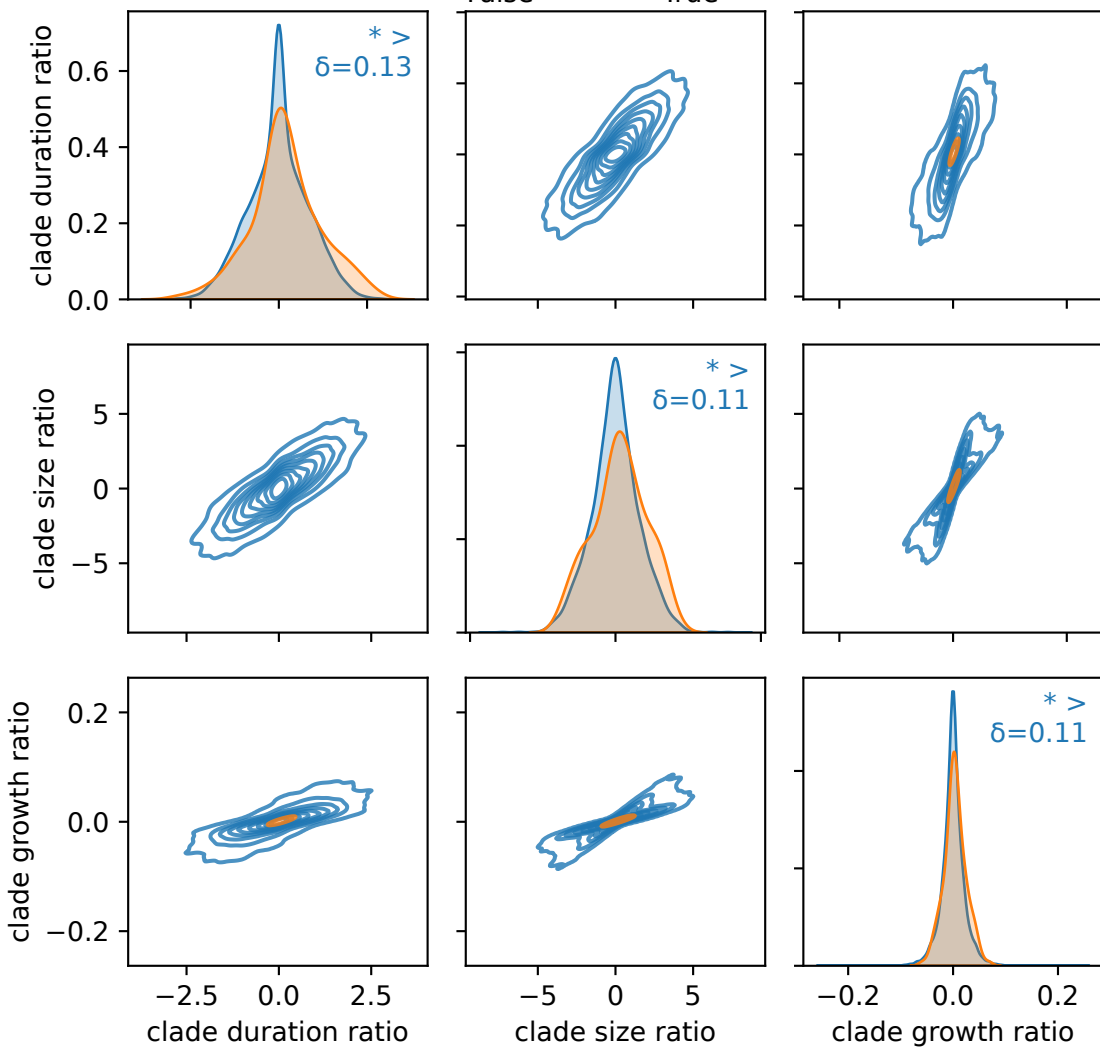 clade duration ratio
0.6
0.4
0.2
0.0
* >
δ=0.13
clade size ratio
5
0
−5
* >
δ=0.11
clade growth ratio
0.2
0.0
−0.2
* >
δ=0.11
−2.5 0.0 2.5
−5 0 5
−0.2 0.0 0.2
clade duration ratio
clade size ratio
clade growth ratio